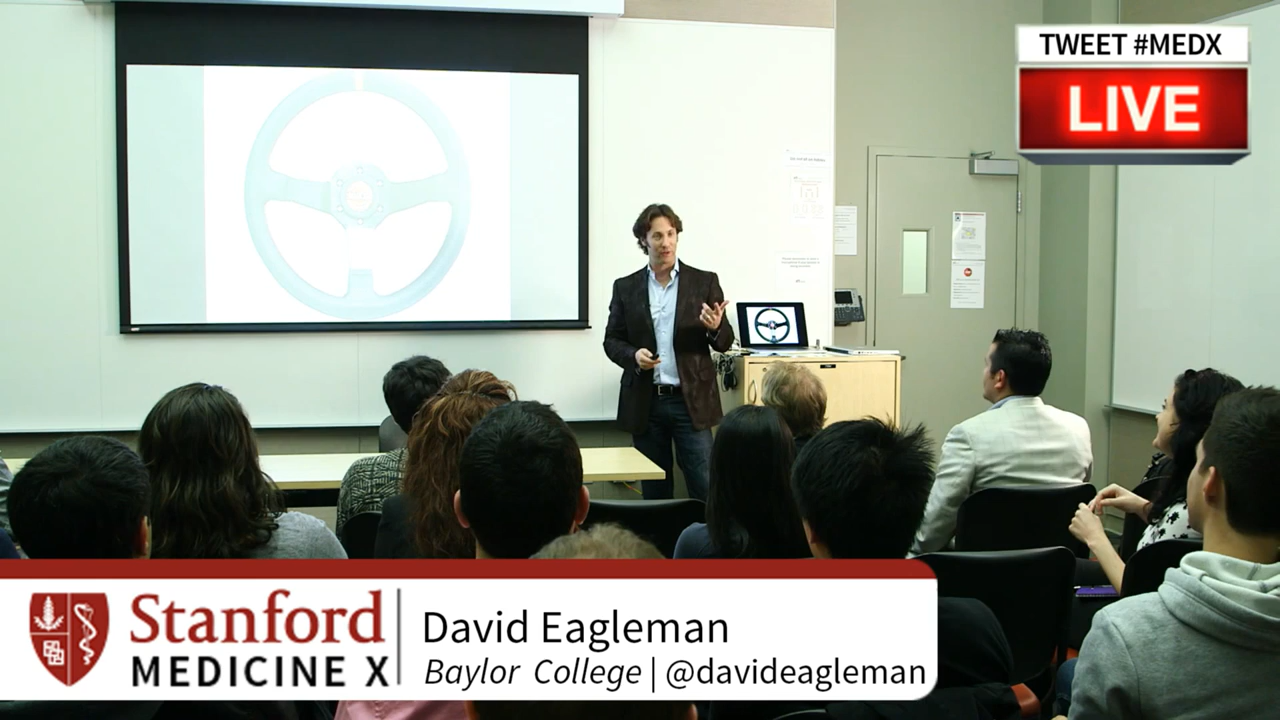 TWEET #MEDX
LIVE
Stanford
MEDICINE X
David Eagleman
Baylor College | @davideagleman